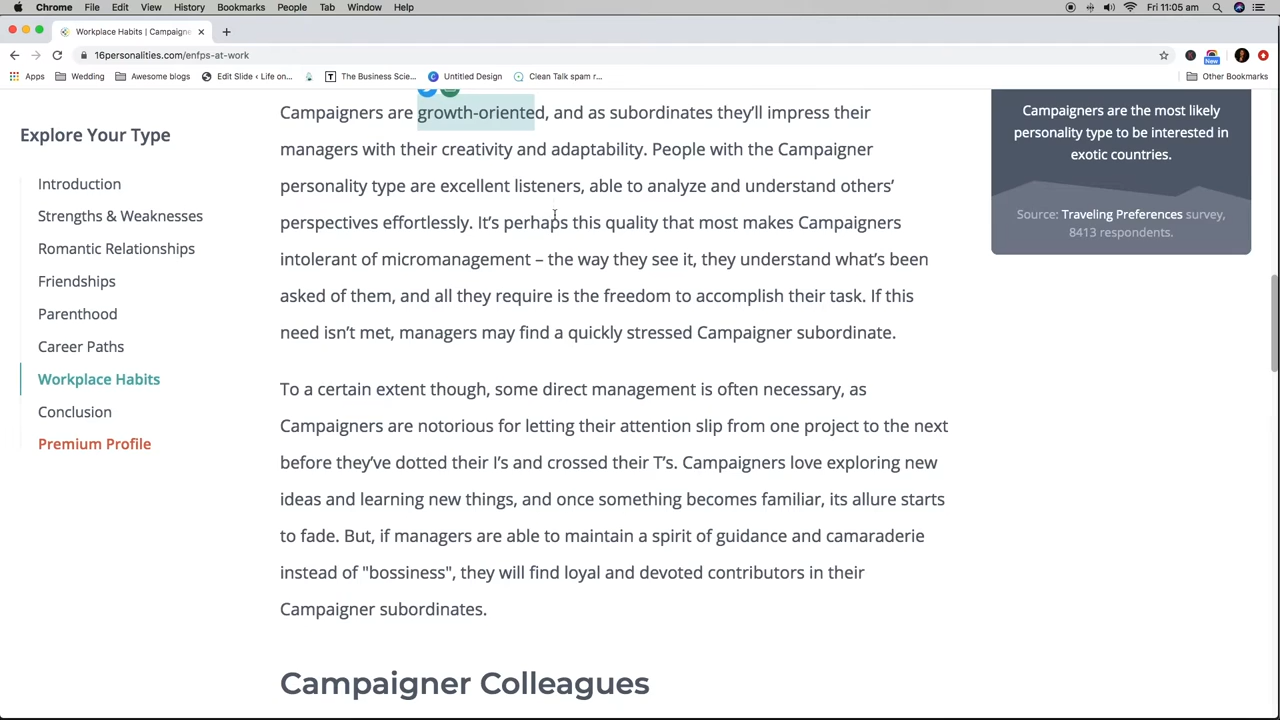 Chrome File Edit View History Bookmarks People Tab Window Help Fri 11:05 am
Workplace Habits | Campaigne
16personalities.com/enfps-at-work
Apps Wedding Awesome blogs Edit Slide ‹ Life on... T The Business Scie... Untitled Design Clean Talk spam r... Other Bookmarks
New
Explore Your Type
Introduction
Strengths & Weaknesses
Romantic Relationships
Friendships
Parenthood
Career Paths
Workplace Habits
Conclusion
Premium Profile
Campaigners are growth-oriented, and as subordinates they’ll impress their
managers with their creativity and adaptability. People with the Campaigner
personality type are excellent listeners, able to analyze and understand others’
perspectives effortlessly. It’s perhaps this quality that most makes Campaigners
intolerant of micromanagement – the way they see it, they understand what’s been
asked of them, and all they require is the freedom to accomplish their task. If this
need isn’t met, managers may find a quickly stressed Campaigner subordinate.
To a certain extent though, some direct management is often necessary, as
Campaigners are notorious for letting their attention slip from one project to the next
before they’ve dotted their I’s and crossed their T’s. Campaigners love exploring new
ideas and learning new things, and once something becomes familiar, its allure starts
to fade. But, if managers are able to maintain a spirit of guidance and camaraderie
instead of "bossiness", they will find loyal and devoted contributors in their
Campaigner subordinates.
Campaigner Colleagues
Campaigners are the most likely
personality type to be interested in
exotic countries.
Source: Traveling Preferences survey,
8413 respondents.